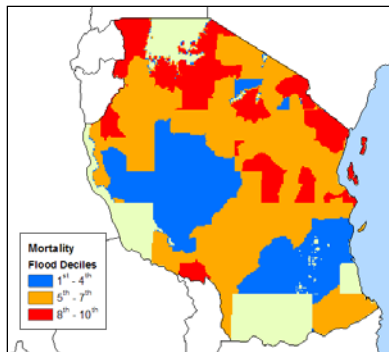 Mortality
Flood Deciles
1st - 4th
5th - 7th
8th - 10th